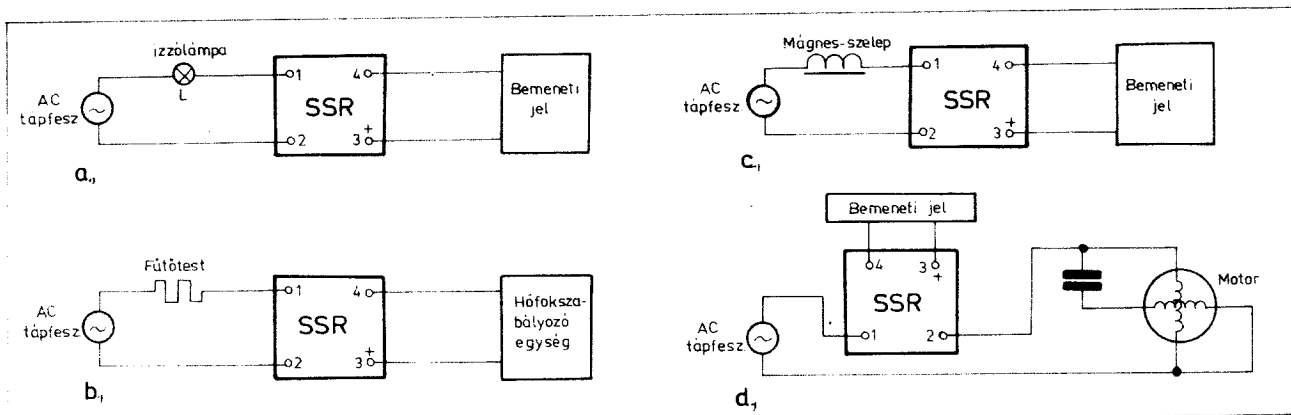 izzólámpa
L
AC
tápfesz
1
2
SSR
4
+
3
Bemeneti
jel
a.,
Fűtőtest
AC
tápfesz.
1
2
SSR
4
+
3
Hőfoksza-
bályozó
egység
b.,
Mágnes-szelep
AC
tápfesz
1
2
SSR
4
+
3
Bemeneti
jel
c.,
Bemeneti jel
4
3
+
SSR
1
2
AC
tápfesz.
Motor
d.,